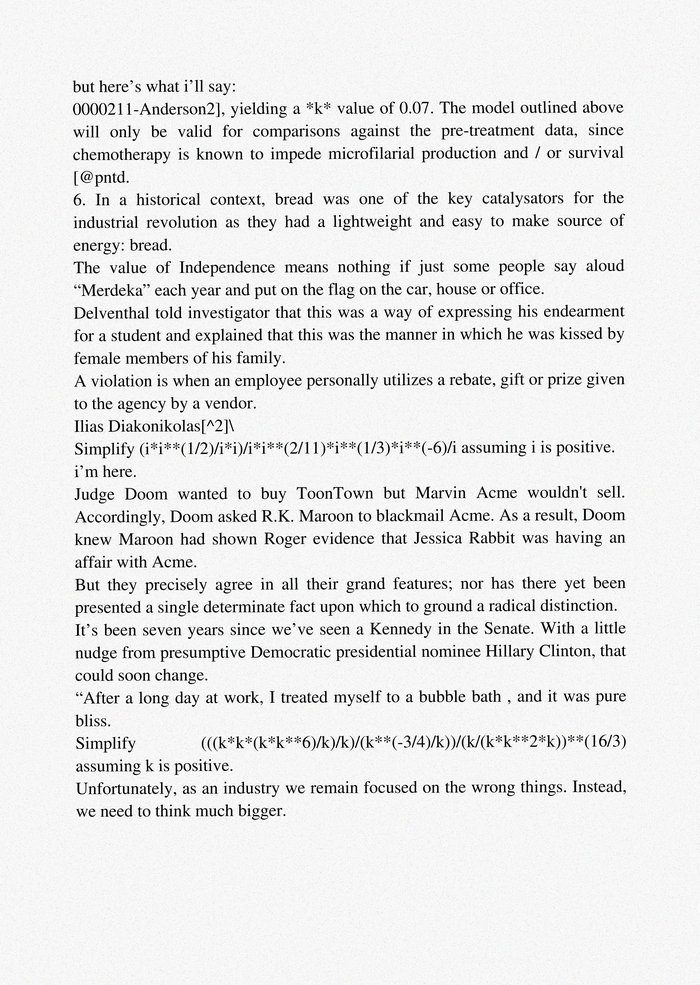 but here’s what i’ll say:
0000211-Anderson2], yielding a *k* value of 0.07. The model outlined above
will only be valid for comparisons against the pre-treatment data, since
chemotherapy is known to impede microfilarial production and / or survival
[@pntd.
6. In a historical context, bread was one of the key catalysators for the
industrial revolution as they had a lightweight and easy to make source of
energy: bread.
The value of Independence means nothing if just some people say aloud
“Merdeka” each year and put on the flag on the car, house or office.
Delventhal told investigator that this was a way of expressing his endearment
for a student and explained that this was the manner in which he was kissed by
female members of his family.
A violation is when an employee personally utilizes a rebate, gift or prize given
to the agency by a vendor.
Ilias Diakonikolas[^2]\
Simplify (i*i**(1/2)/i*i)/i*i**(2/11)*i**(1/3)*i**(-6)/i assuming i is positive.
i’m here.
Judge Doom wanted to buy ToonTown but Marvin Acme wouldn't sell.
Accordingly, Doom asked R.K. Maroon to blackmail Acme. As a result, Doom
knew Maroon had shown Roger evidence that Jessica Rabbit was having an
affair with Acme.
But they precisely agree in all their grand features; nor has there yet been
presented a single determinate fact upon which to ground a radical distinction.
It’s been seven years since we’ve seen a Kennedy in the Senate. With a little
nudge from presumptive Democratic presidential nominee Hillary Clinton, that
could soon change.
“After a long day at work, I treated myself to a bubble bath , and it was pure
bliss.
Simplify (((k*k*(k*k**6)/k)/k)/(k**(-3/4)/k))/(k/(k*k**2*k))**(16/3)
assuming k is positive.
Unfortunately, as an industry we remain focused on the wrong things. Instead,
we need to think much bigger.